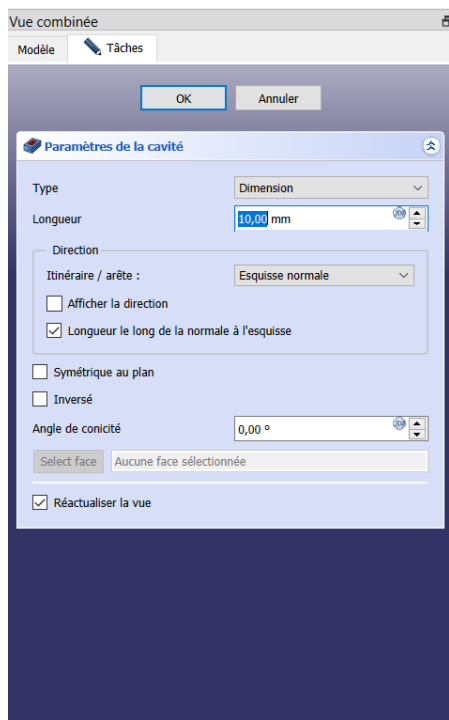 Vue combinée
Modèle Tâches
OK Annuler
Paramètres de la cavité
Type Dimension
Longueur 10,00 mm
Direction
Itinéraire / arête : Esquisse normale
Afficher la direction
Longueur le long de la normale à l'esquisse
Symétrique au plan
Inversé
Angle de conicité 0,00 °
Select face Aucune face sélectionnée
Réactualiser la vue